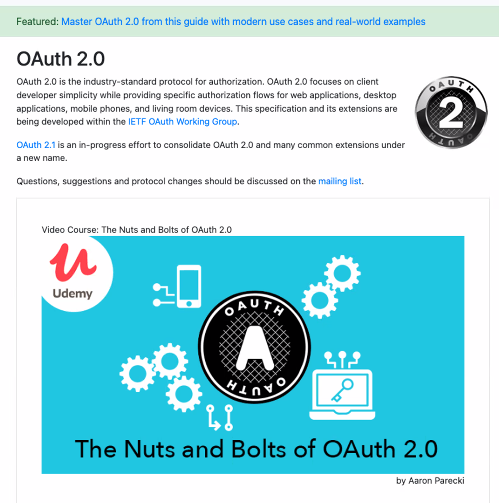 Featured: Master OAuth 2.0 from this guide with modern use cases and real-world examples
OAuth 2.0
OAuth 2.0 is the industry-standard protocol for authorization. OAuth 2.0 focuses on client
developer simplicity while providing specific authorization flows for web applications, desktop
applications, mobile phones, and living room devices. This specification and its extensions are
being developed within the IETF OAuth Working Group.
OAUTH
2
OAUTH
OAuth 2.1 is an in-progress effort to consolidate OAuth 2.0 and many common extensions under
a new name.
Questions, suggestions and protocol changes should be discussed on the mailing list.
Video Course: The Nuts and Bolts of OAuth 2.0
Udemy
OAUTH
A
OAUTH
The Nuts and Bolts of OAuth 2.0
by Aaron Parecki